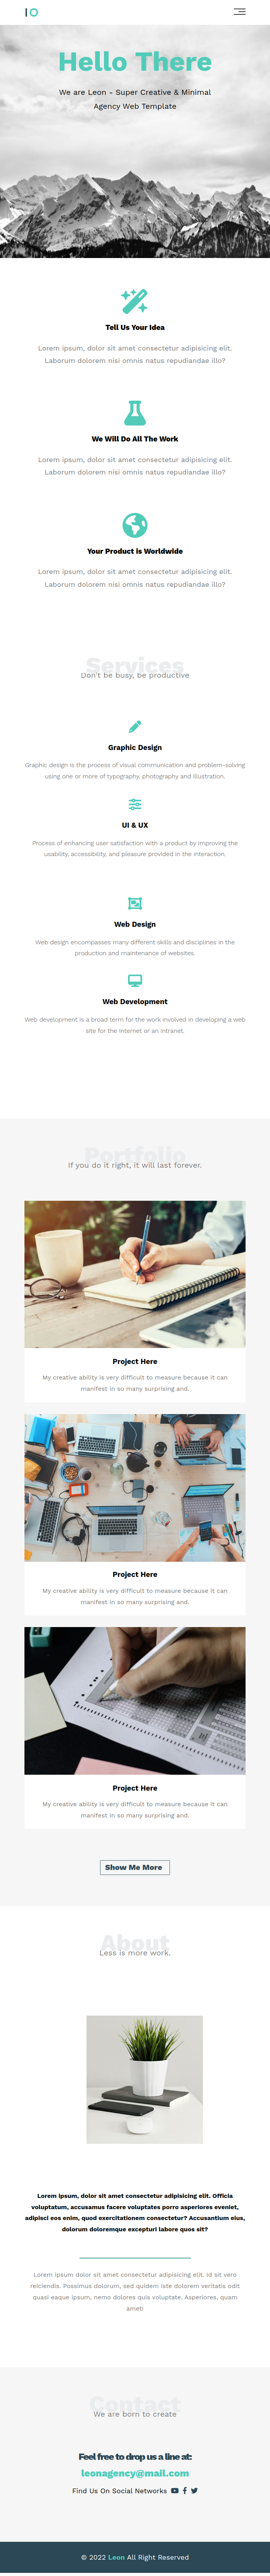 IO
Hello There
We are Leon - Super Creative & Minimal
Agency Web Template
Tell Us Your Idea
Lorem ipsum, dolor sit amet consectetur adipisicing elit.
Laborum dolorem nisi omnis natus repudiandae illo?
We Will Do All The Work
Lorem ipsum, dolor sit amet consectetur adipisicing elit.
Laborum dolorem nisi omnis natus repudiandae illo?
Your Product is Worldwide
Lorem ipsum, dolor sit amet consectetur adipisicing elit.
Laborum dolorem nisi omnis natus repudiandae illo?
Services
Don't be busy, be productive
Graphic Design
Graphic design is the process of visual communication and problem-solving
using one or more of typography, photography and illustration.
UI & UX
Process of enhancing user satisfaction with a product by improving the
usability, accessibility, and pleasure provided in the interaction.
Web Design
Web design encompasses many different skills and disciplines in the
production and maintenance of websites.
Web Development
Web development is a broad term for the work involved in developing a web
site for the Internet or an intranet.
Portfolio
If you do it right, it will last forever.
Project Here
My creative ability is very difficult to measure because it can
manifest in so many surprising and.
Project Here
My creative ability is very difficult to measure because it can
manifest in so many surprising and.
Project Here
My creative ability is very difficult to measure because it can
manifest in so many surprising and.
Show Me More
About
Less is more work.
Lorem ipsum, dolor sit amet consectetur adipisicing elit. Officia
voluptatum, accusamus facere voluptates porro asperiores eveniet,
adipisci eos enim, quod exercitationem consectetur? Accusantium eius,
dolorum doloremque excepturi labore quos sit?
Lorem ipsum dolor sit amet consectetur adipisicing elit. Id sit vero
reiciendis. Possimus dolorum, sed quidem iste dolorem veritatis odit
quasi eaque ipsum, nemo dolores quis voluptate. Asperiores, quam
amet!
Contact
We are born to create
Feel free to drop us a line at:
leonagency@mail.com
Find Us On Social Networks
© 2022 Leon All Right Reserved